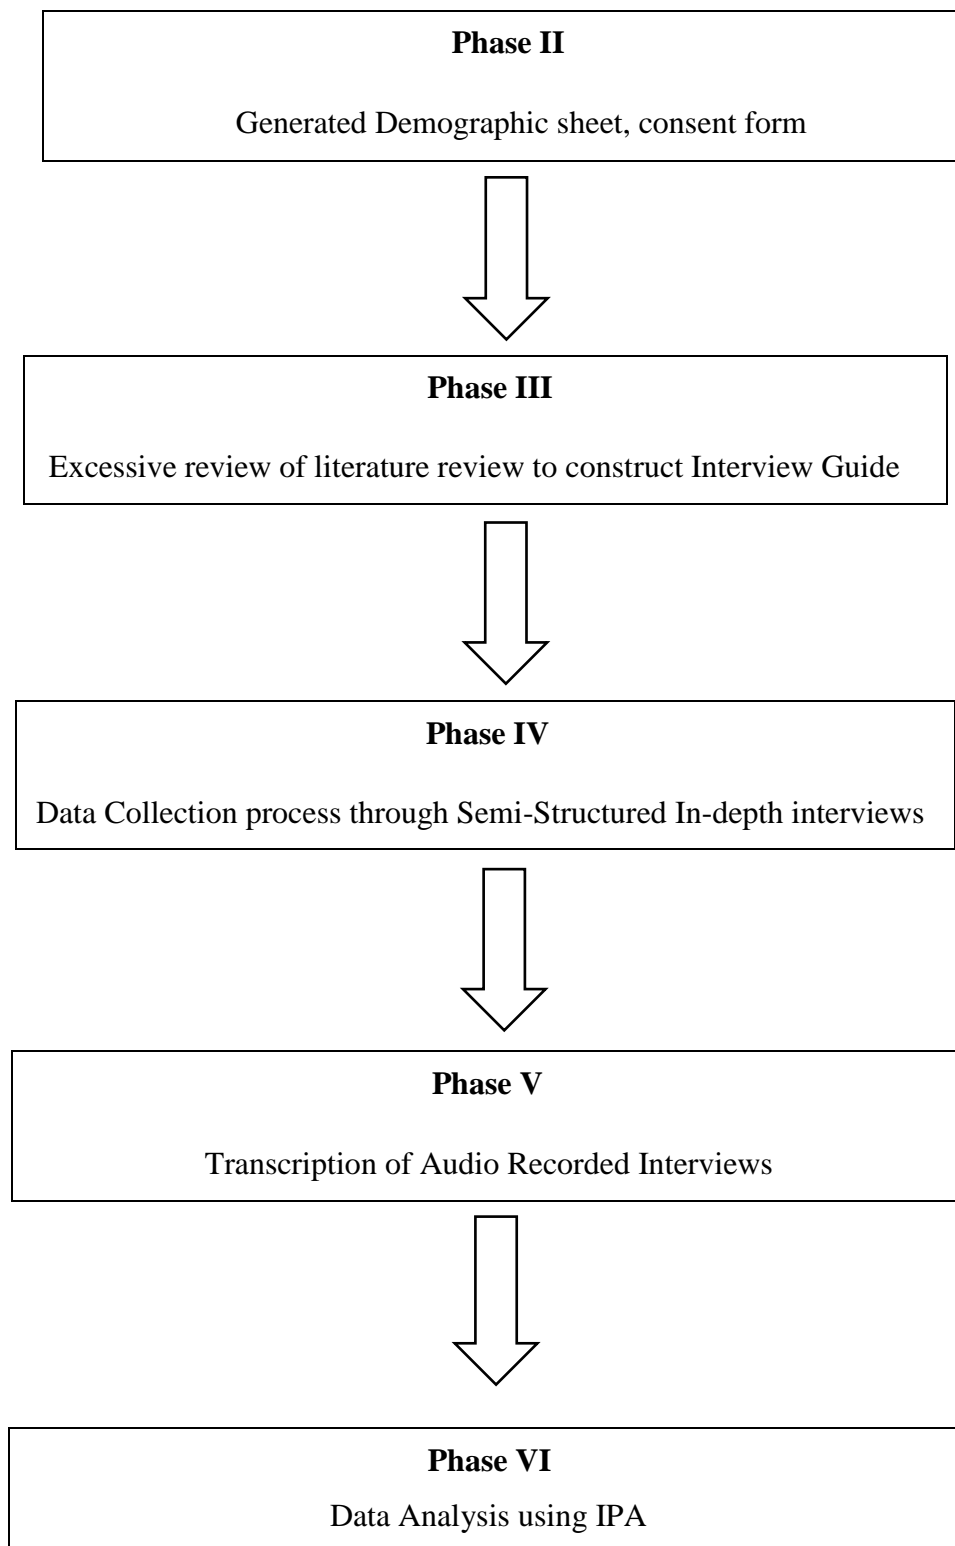 Phase II
Generated Demographic sheet, consent form
Phase III
Excessive review of literature review to construct Interview Guide
Phase IV
Data Collection process through Semi-Structured In-depth interviews
Phase V
Transcription of Audio Recorded Interviews
Phase VI
Data Analysis using IPA